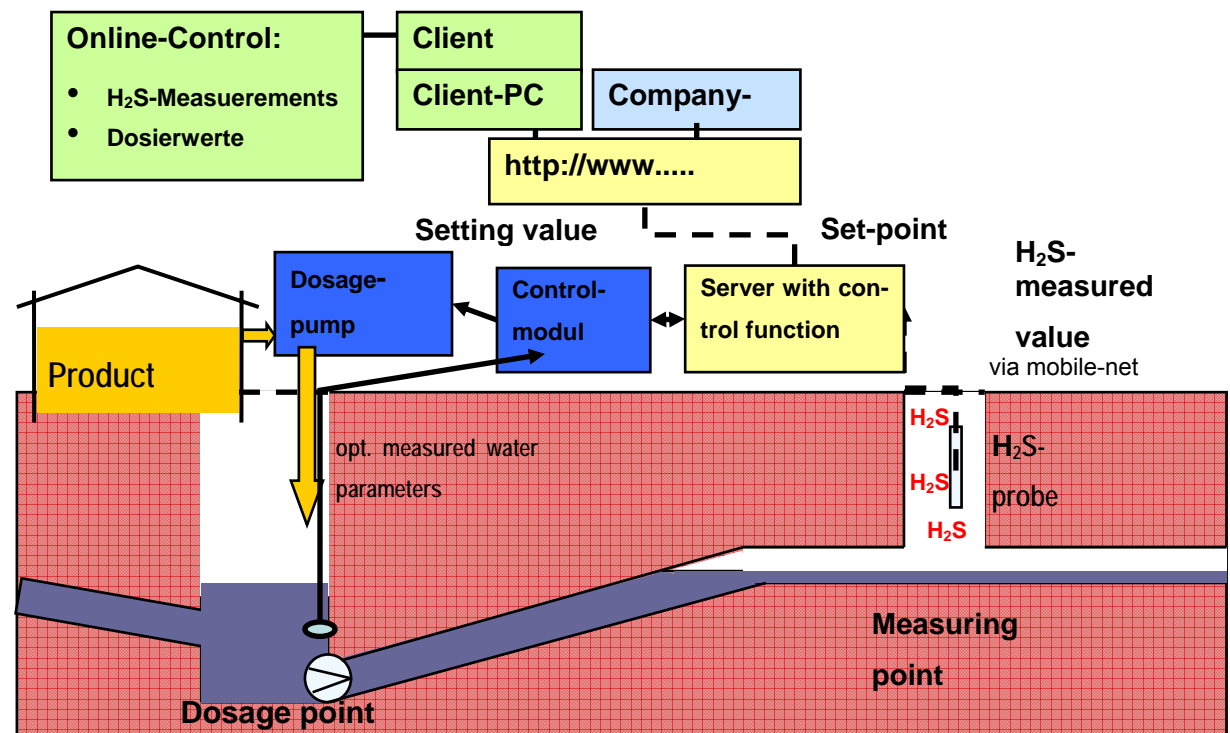 Online-Control:
• H₂S-Measuerements
• Dosierwerte
Client
Client-PC
Company-
http://www.....
Setting value
Set-point
H₂S-
measured
value
via mobile-net
Dosage-
pump
Control-
modul
Server with con-
trol function
Product
opt. measured water
parameters
H₂S
H₂S
H₂S
H₂S-
probe
Measuring
point
Dosage point